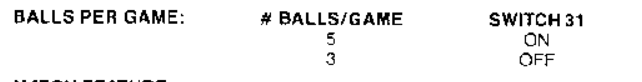 BALLS PER GAME: # BALLS/GAME SWITCH 31
5 ON
3 OFF